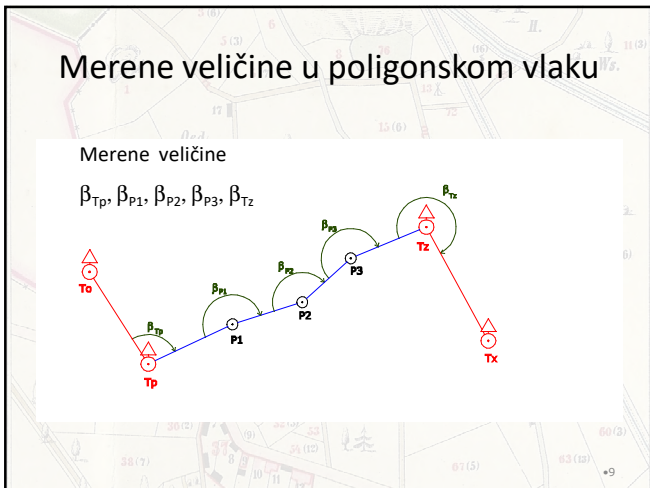 Merene veličine u poligonskom vlaku
Merene veličine
βTp, βP1, βP2, βP3, βTz
βTz
Tz
βP3
P3
βP2
P2
βP1
P1
To
βTp
Tp
Tx
•9